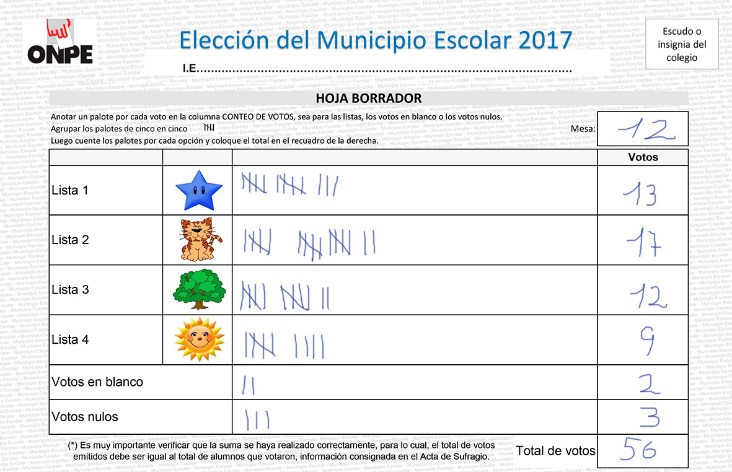 ONPE
Elección del Municipio Escolar 2017
I.E.
Escudo o
insignia del
colegio
HOJA BORRADOR
Anotar un palote por cada voto en la columna CONTEO DE VOTOS, sea para las listas, los votos en blanco o los votos nulos.
Agrupar los palotes de cinco en cinco
Luego cuente los palotes por cada opción y coloque el total en el recuadro de la derecha.
Mesa: 12
Votos
Lista 1 13
Lista 2 17
Lista 3 12
Lista 4 9
Votos en blanco 2
Votos nulos 3
(*) Es muy importante verificar que la suma se haya realizado correctamente, para lo cual, el total de votos
emitidos debe ser igual al total de alumnos que votaron, información consignada en el Acta de Sufragio.
Total de votos 56